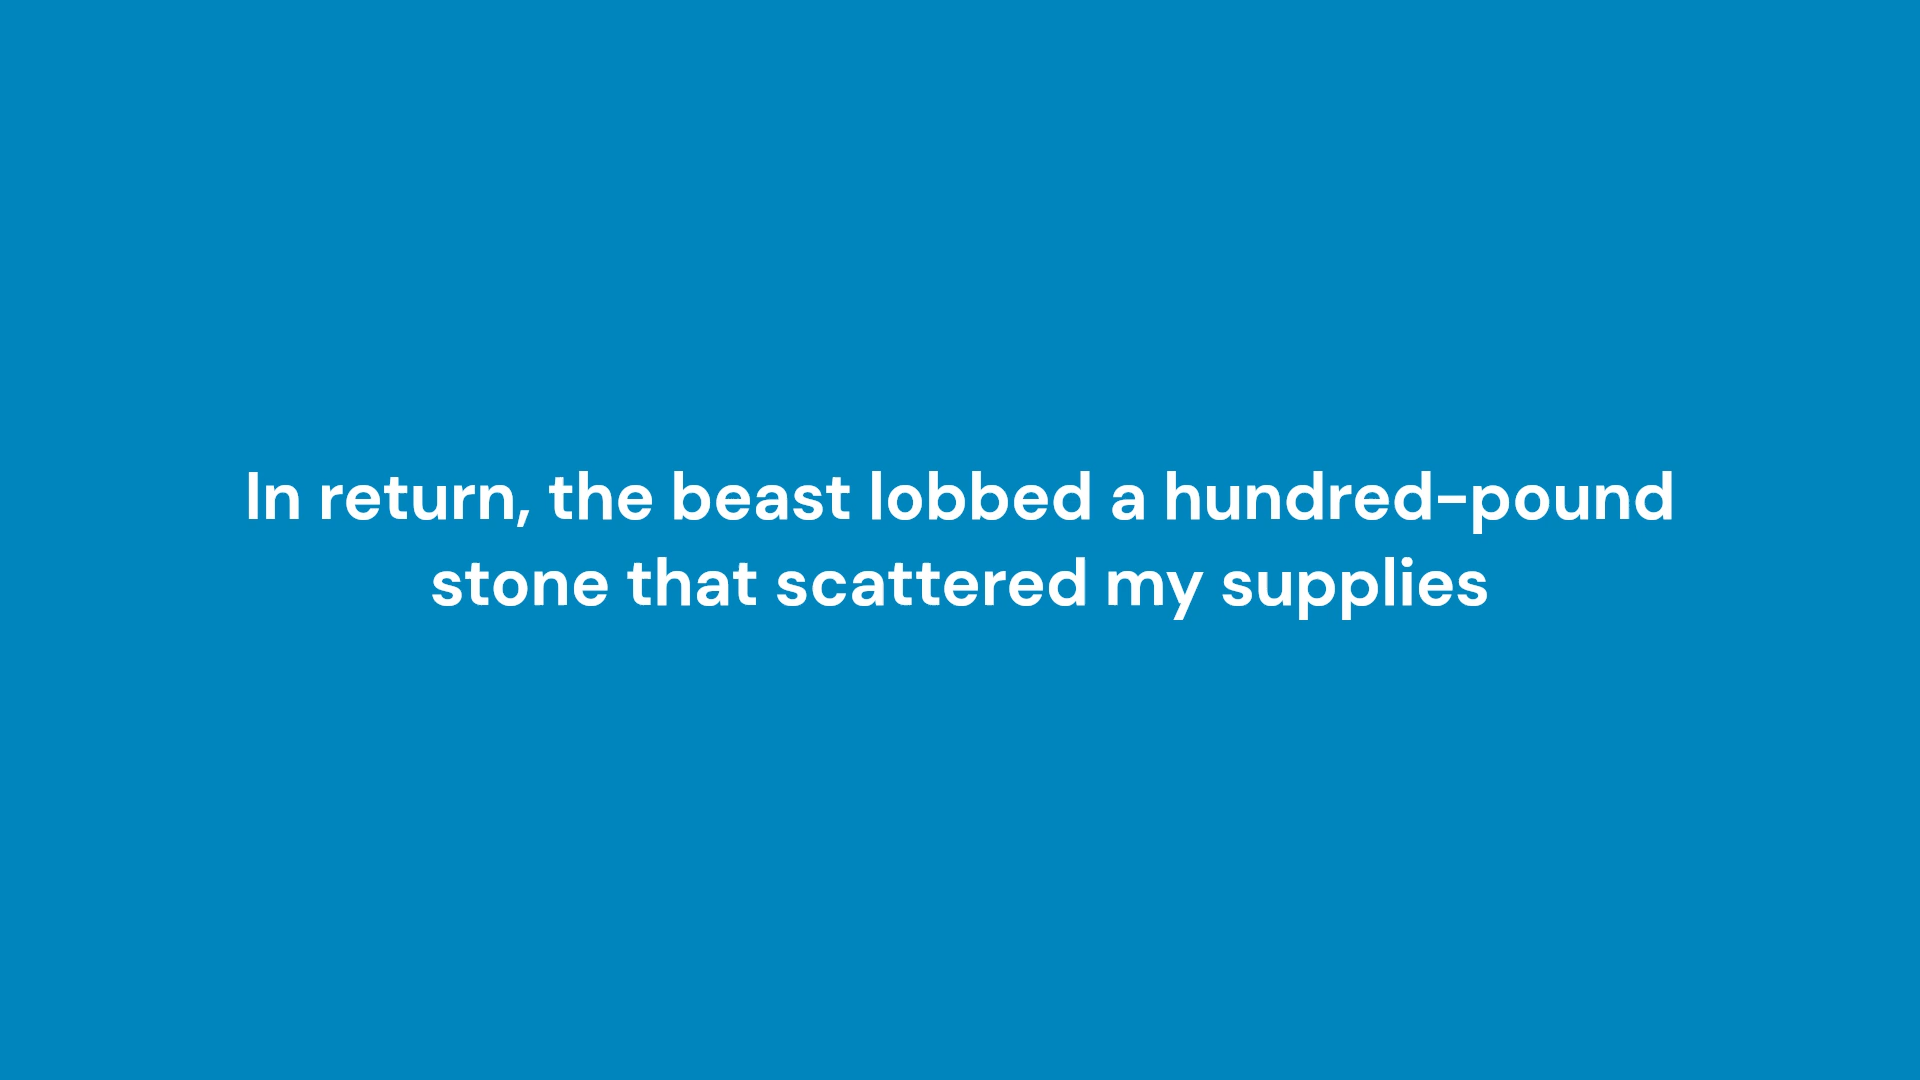 In return, the beast lobbed a hundred-pound
stone that scattered my supplies